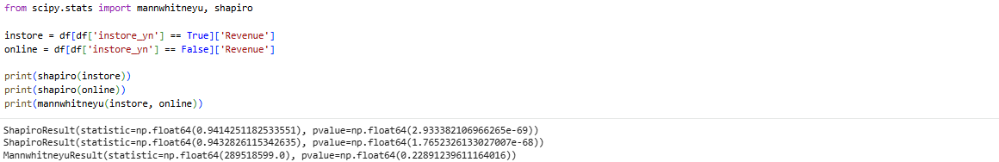 from scipy.stats import mannwhitneyu, shapiro
instore = df[df['instore_yn'] == True]['Revenue']
online = df[df['instore_yn'] == False]['Revenue']
print(shapiro(instore))
print(shapiro(online))
print(mannwhitneyu(instore, online))
ShapiroResult(statistic=np.float64(0.9414251182533551), pvalue=np.float64(2.933382106966265e-69))
ShapiroResult(statistic=np.float64(0.9432826115342635), pvalue=np.float64(1.7652326133027007e-68))
MannwhitneyuResult(statistic=np.float64(289518599.0), pvalue=np.float64(0.22891239611164016))